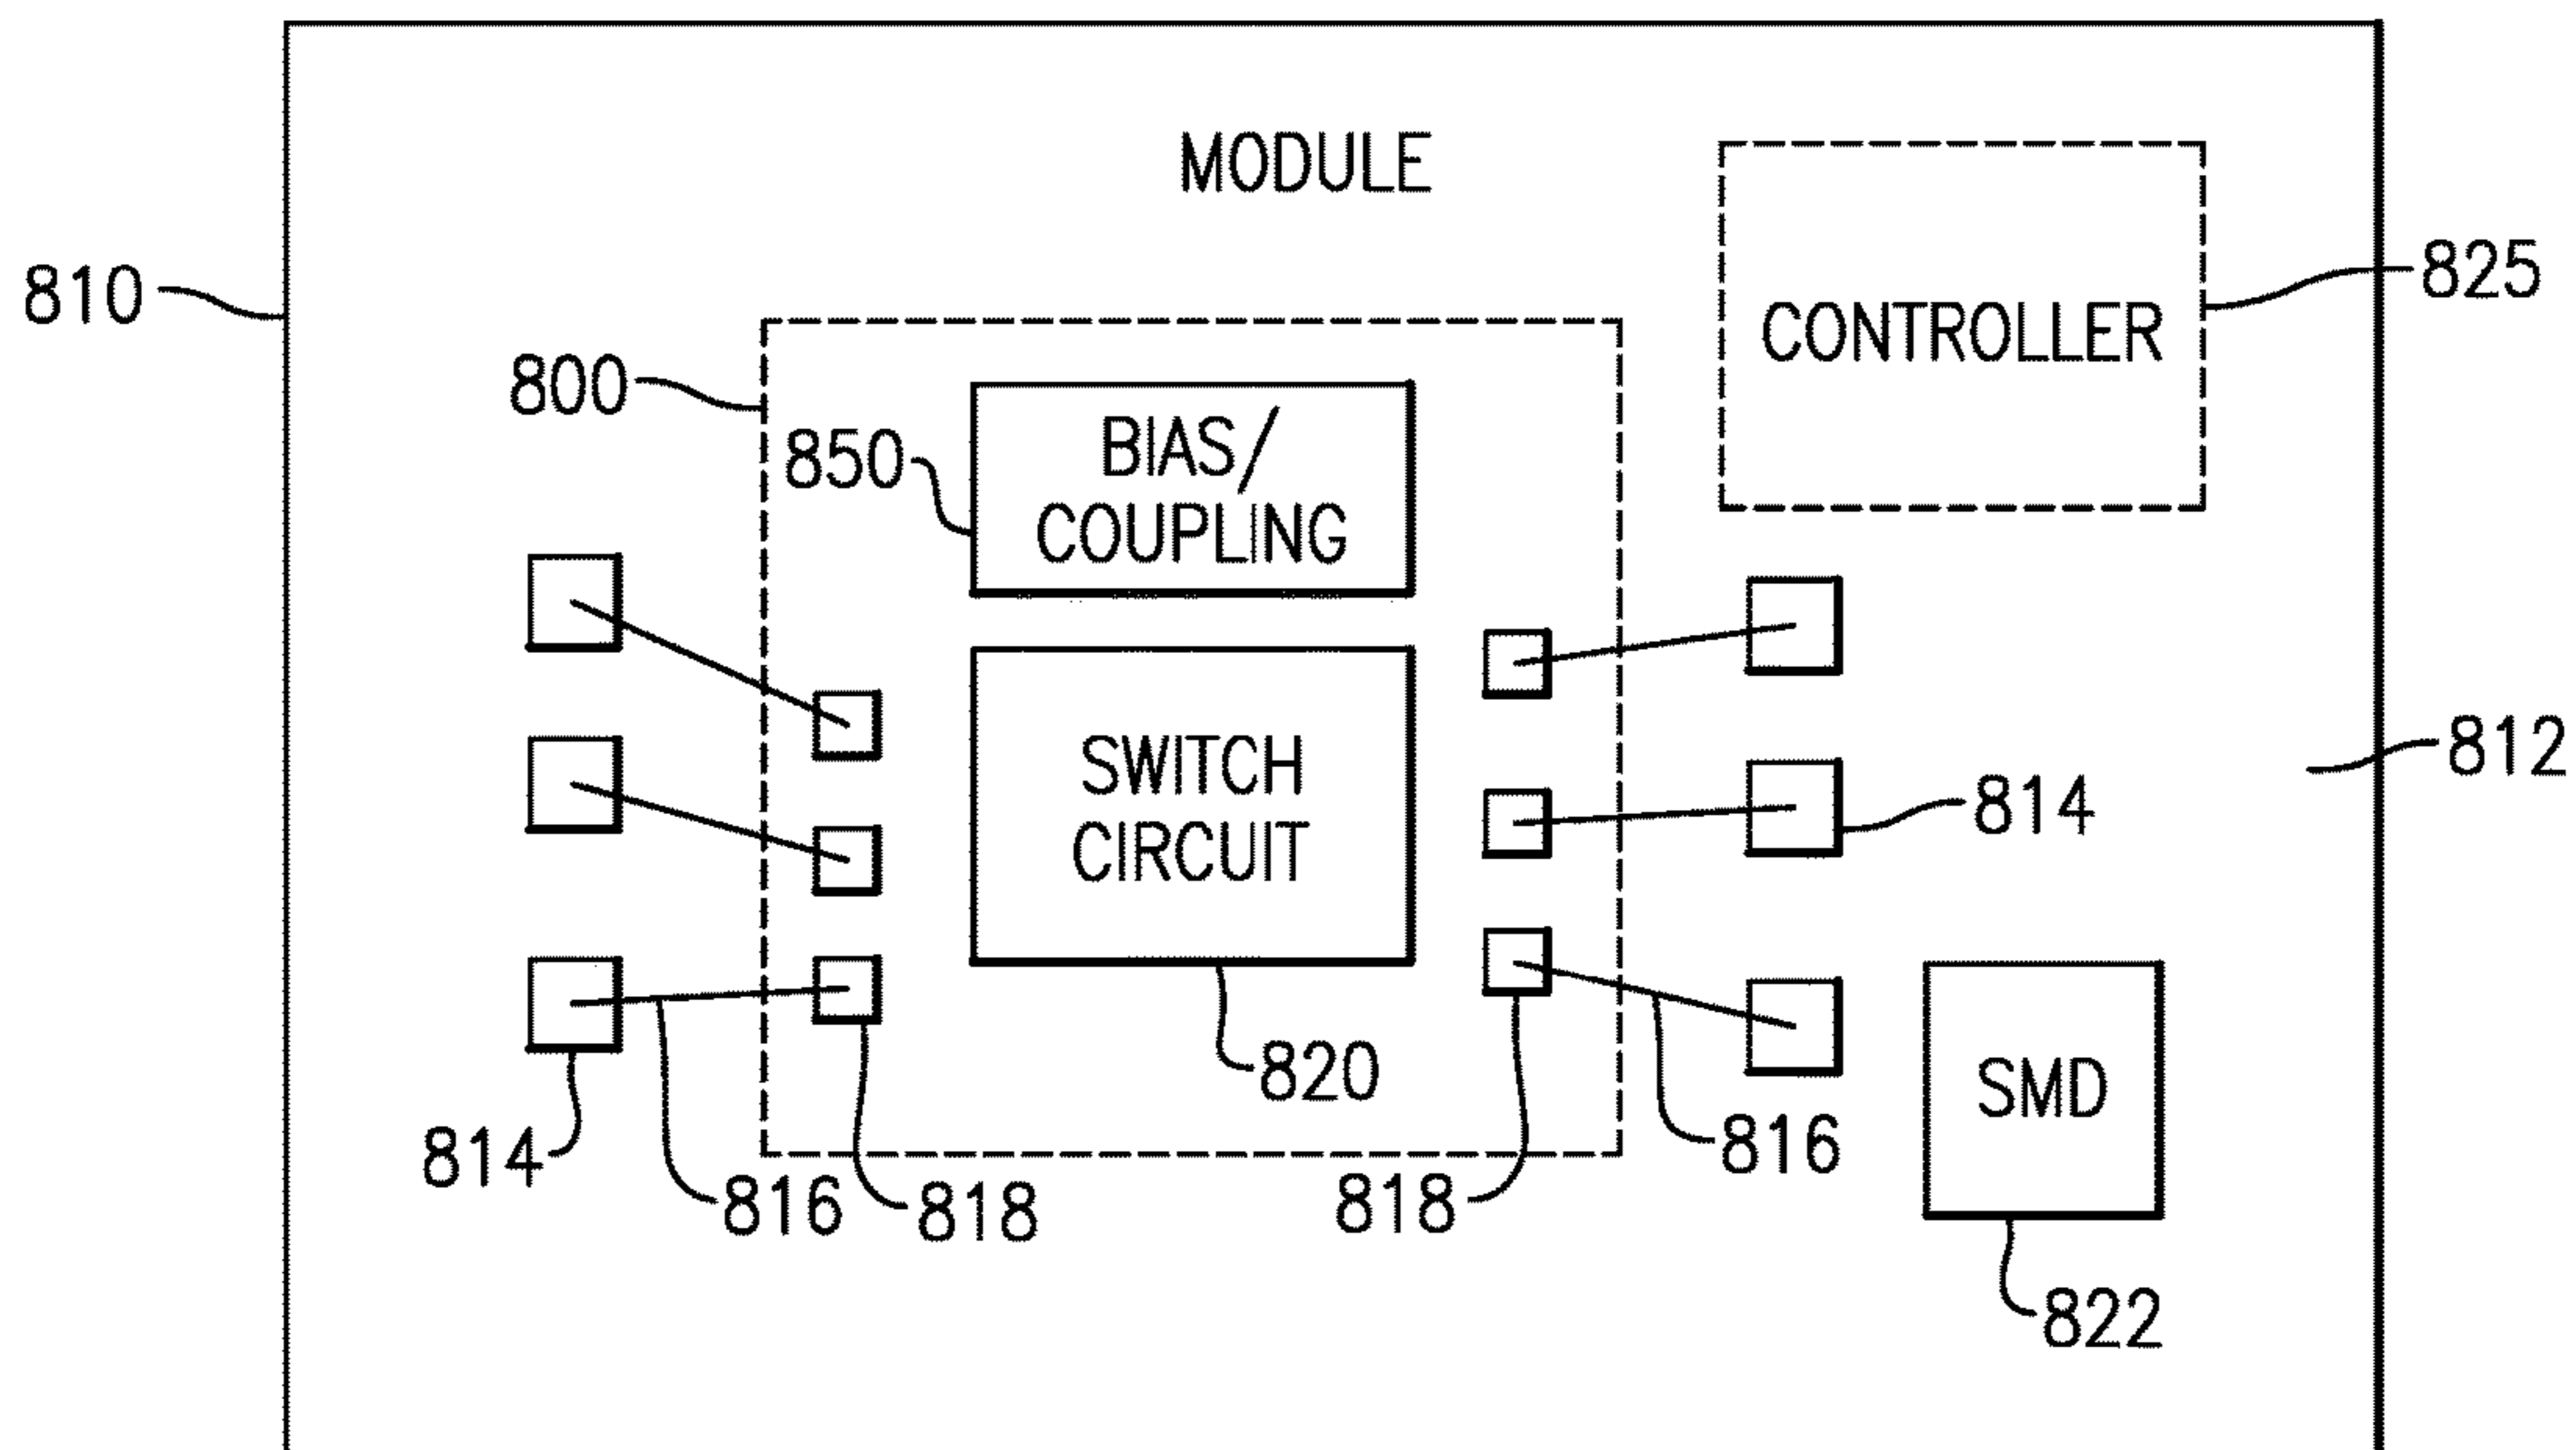 MODULE
810
825
CONTROLLER
800
850
BIAS/
COUPLING
812
SWITCH
CIRCUIT
814
820
SMD
814
816
816
818
818
822